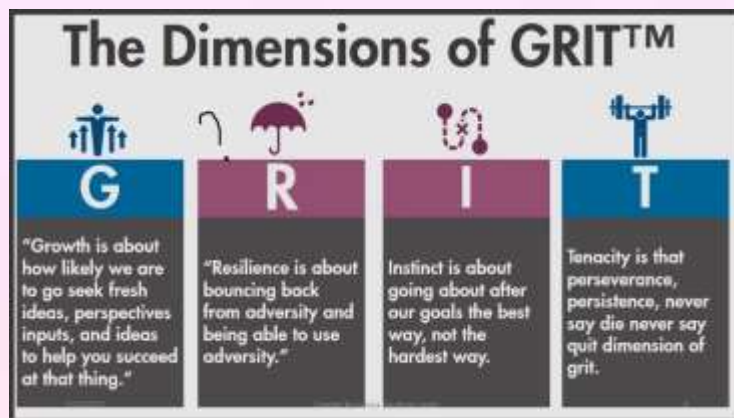 The Dimensions of GRIT™
G
"Growth is about
how likely we are
to go seek fresh
ideas, perspectives
inputs, and ideas
to help you succeed
at that thing."
R
"Resilience is about
bouncing back
from adversity and
being able to use
adversity."
I
Instinct is about
going about after
our goals the best
way, not the
hardest way.
T
Tenacity is that
perseverance,
persistence, never
say die never say
quit dimension of
grit.